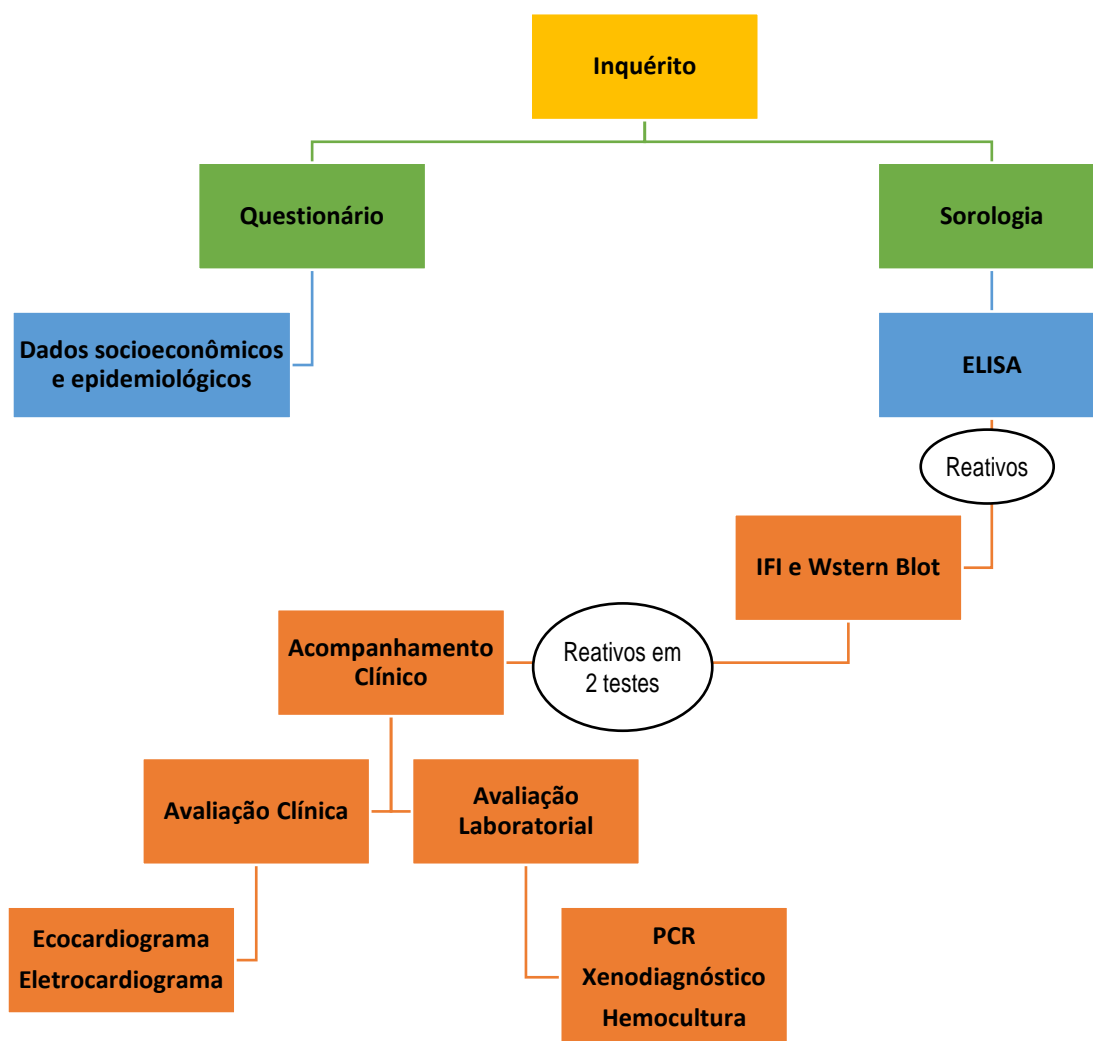 Inquérito
Questionário
Sorologia
Dados socioeconômicos
e epidemiológicos
ELISA
Reativos
IFI e Wstern Blot
Acompanhamento
Clínico
Reativos em
2 testes
Avaliação Clínica
Avaliação
Laboratorial
Ecocardiograma
Eletrocardiograma
PCR
Xenodiagnóstico
Hemocultura